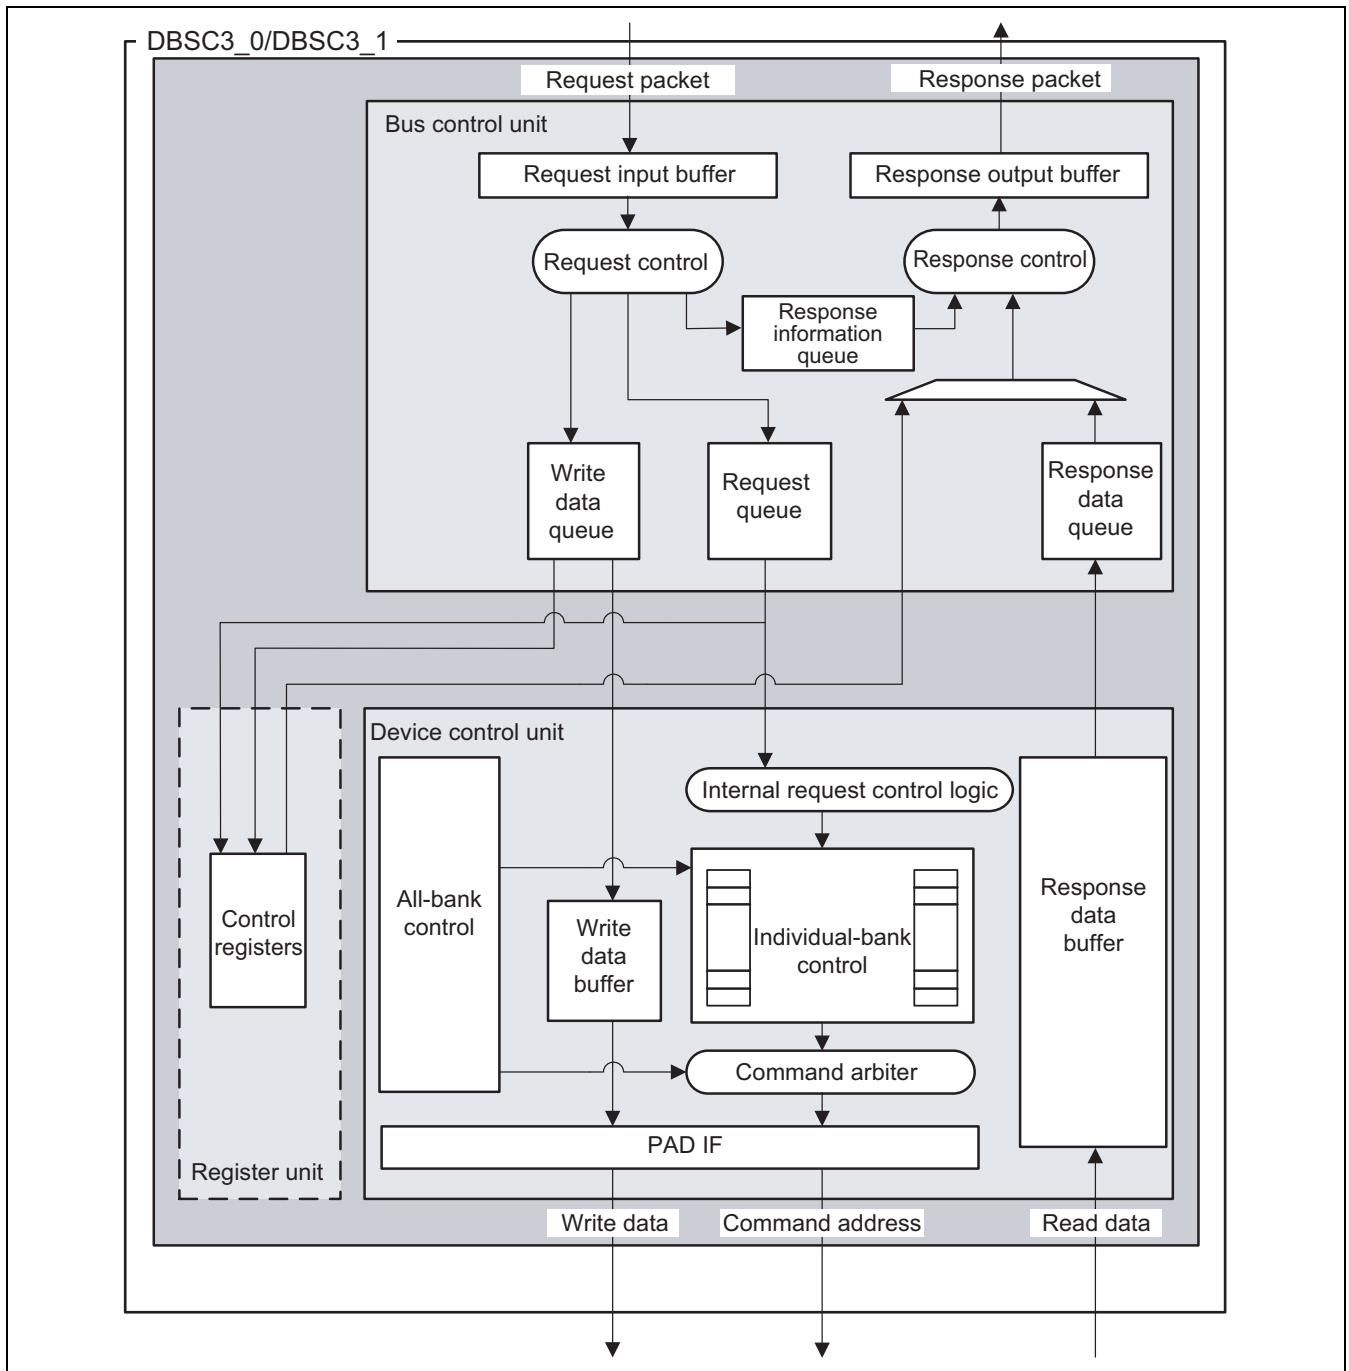 DBSC3_0/DBSC3_1
Request packet
Response packet
Bus control unit
Request input buffer
Response output buffer
Request control
Response control
Response
information
queue
Write
data
queue
Request
queue
Response
data
queue
Device control unit
Internal request control logic
All-bank
control
Write
data
buffer
Individual-bank
control
Response
data
buffer
Control
registers
Command arbiter
PAD IF
Register unit
Write data
Command address
Read data